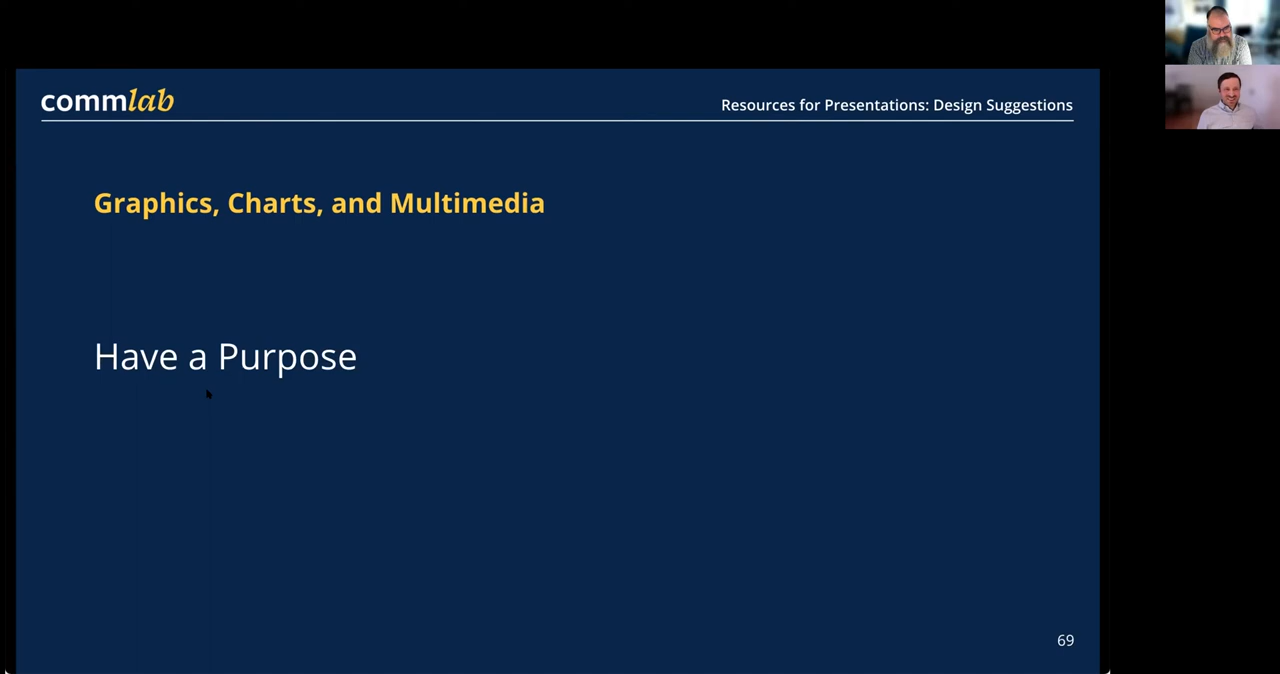 commlab
Resources for Presentations: Design Suggestions
Graphics, Charts, and Multimedia
Have a Purpose
69